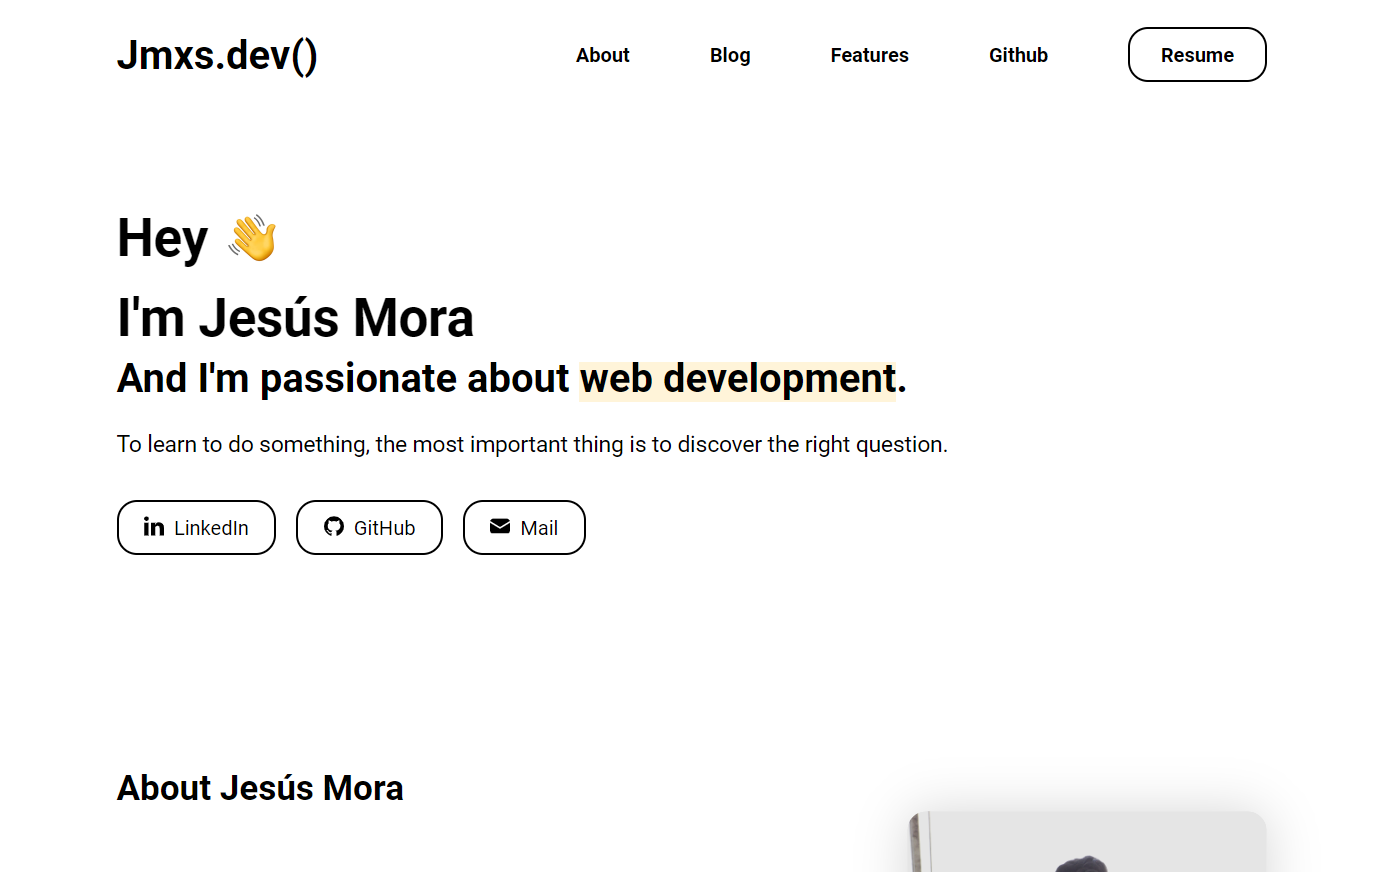 Jmxs.dev()
About
Blog
Features
Github
Resume
Hey 👋
I'm Jesús Mora
And I'm passionate about web development.
To learn to do something, the most important thing is to discover the right question.
LinkedIn
GitHub
Mail
About Jesús Mora